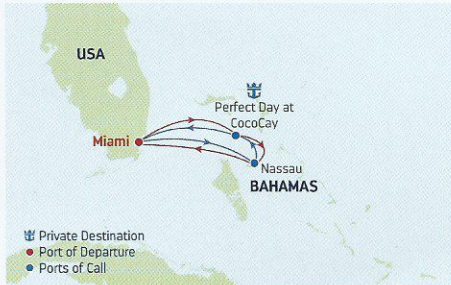 USA
Perfect Day at
CocoCay
Miami
Nassau
BAHAMAS
Private Destination
Port of Departure
Ports of Call